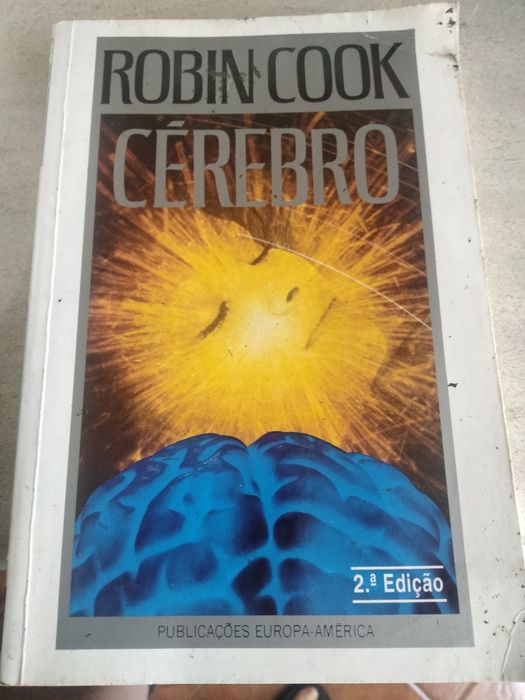 ROBIN COOK
CÉREBRO
2.ª Edição
PUBLICAÇÕES EUROPA-AMÉRICA